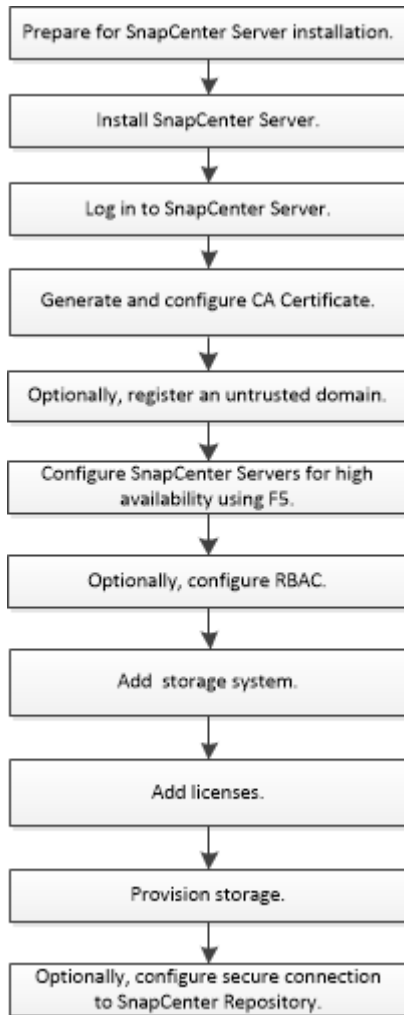 Prepare for SnapCenter Server installation.
Install SnapCenter Server.
Log in to SnapCenter Server.
Generate and configure CA Certificate.
Optionally, register an untrusted domain.
Configure SnapCenter Servers for high
availability using F5.
Optionally, configure RBAC.
Add storage system.
Add licenses.
Provision storage.
Optionally, configure secure connection
to SnapCenter Repository.